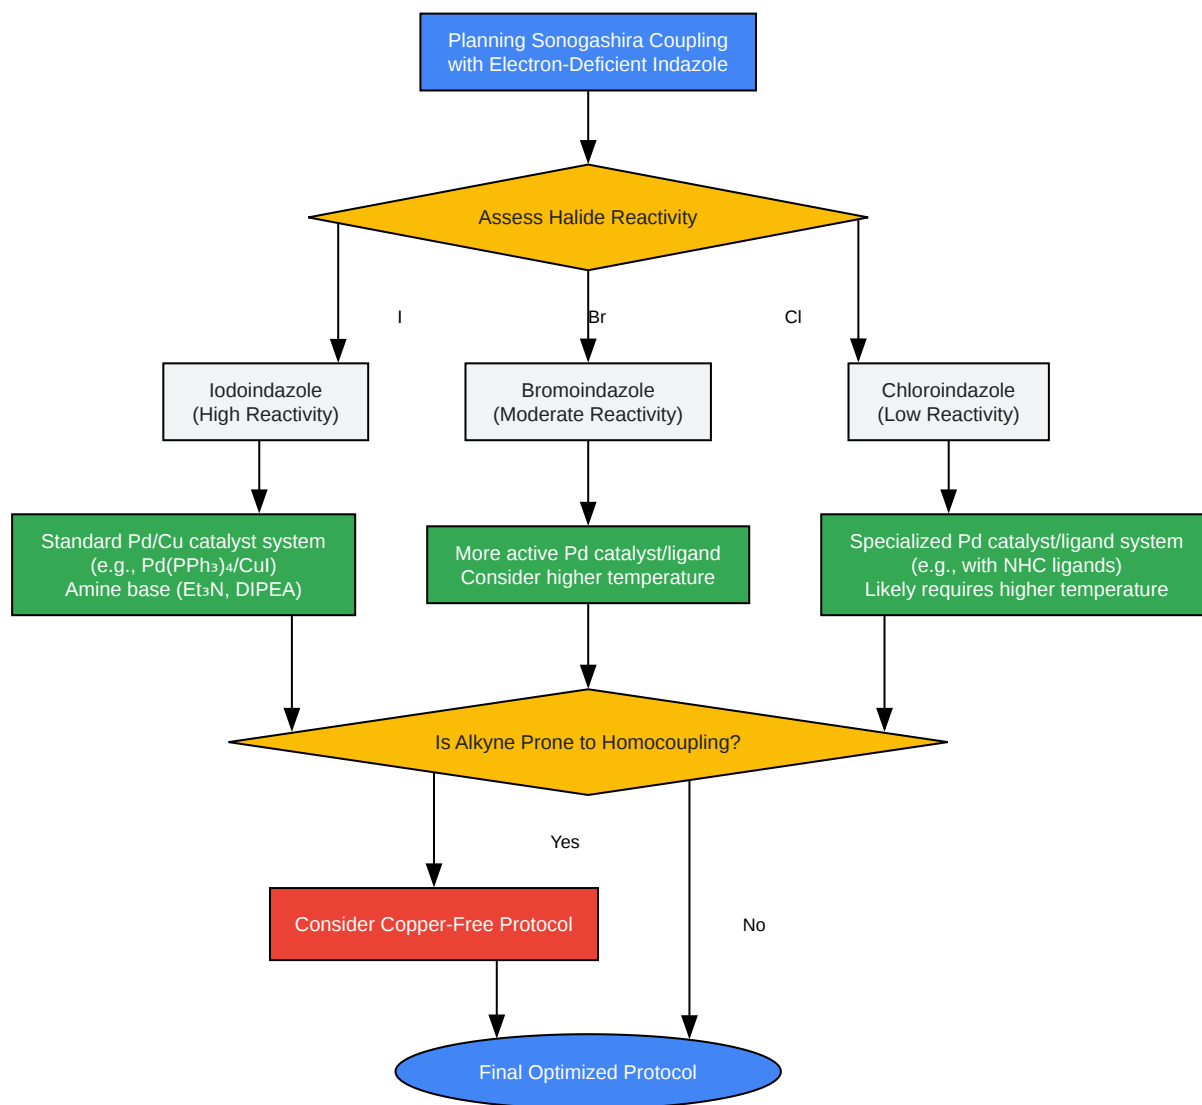 Planning Sonogashira Coupling
with Electron-Deficient Indazole
Assess Halide Reactivity
I
Br
Cl
Iodoindazole
(High Reactivity)
Bromoindazole
(Moderate Reactivity)
Chloroindazole
(Low Reactivity)
Standard Pd/Cu catalyst system
(e.g., Pd(PPh₃)₄/CuI)
Amine base (Et₃N, DIPEA)
More active Pd catalyst/ligand
Consider higher temperature
Specialized Pd catalyst/ligand system
(e.g., with NHC ligands)
Likely requires higher temperature
Is Alkyne Prone to Homocoupling?
Yes
Consider Copper-Free Protocol
No
Final Optimized Protocol